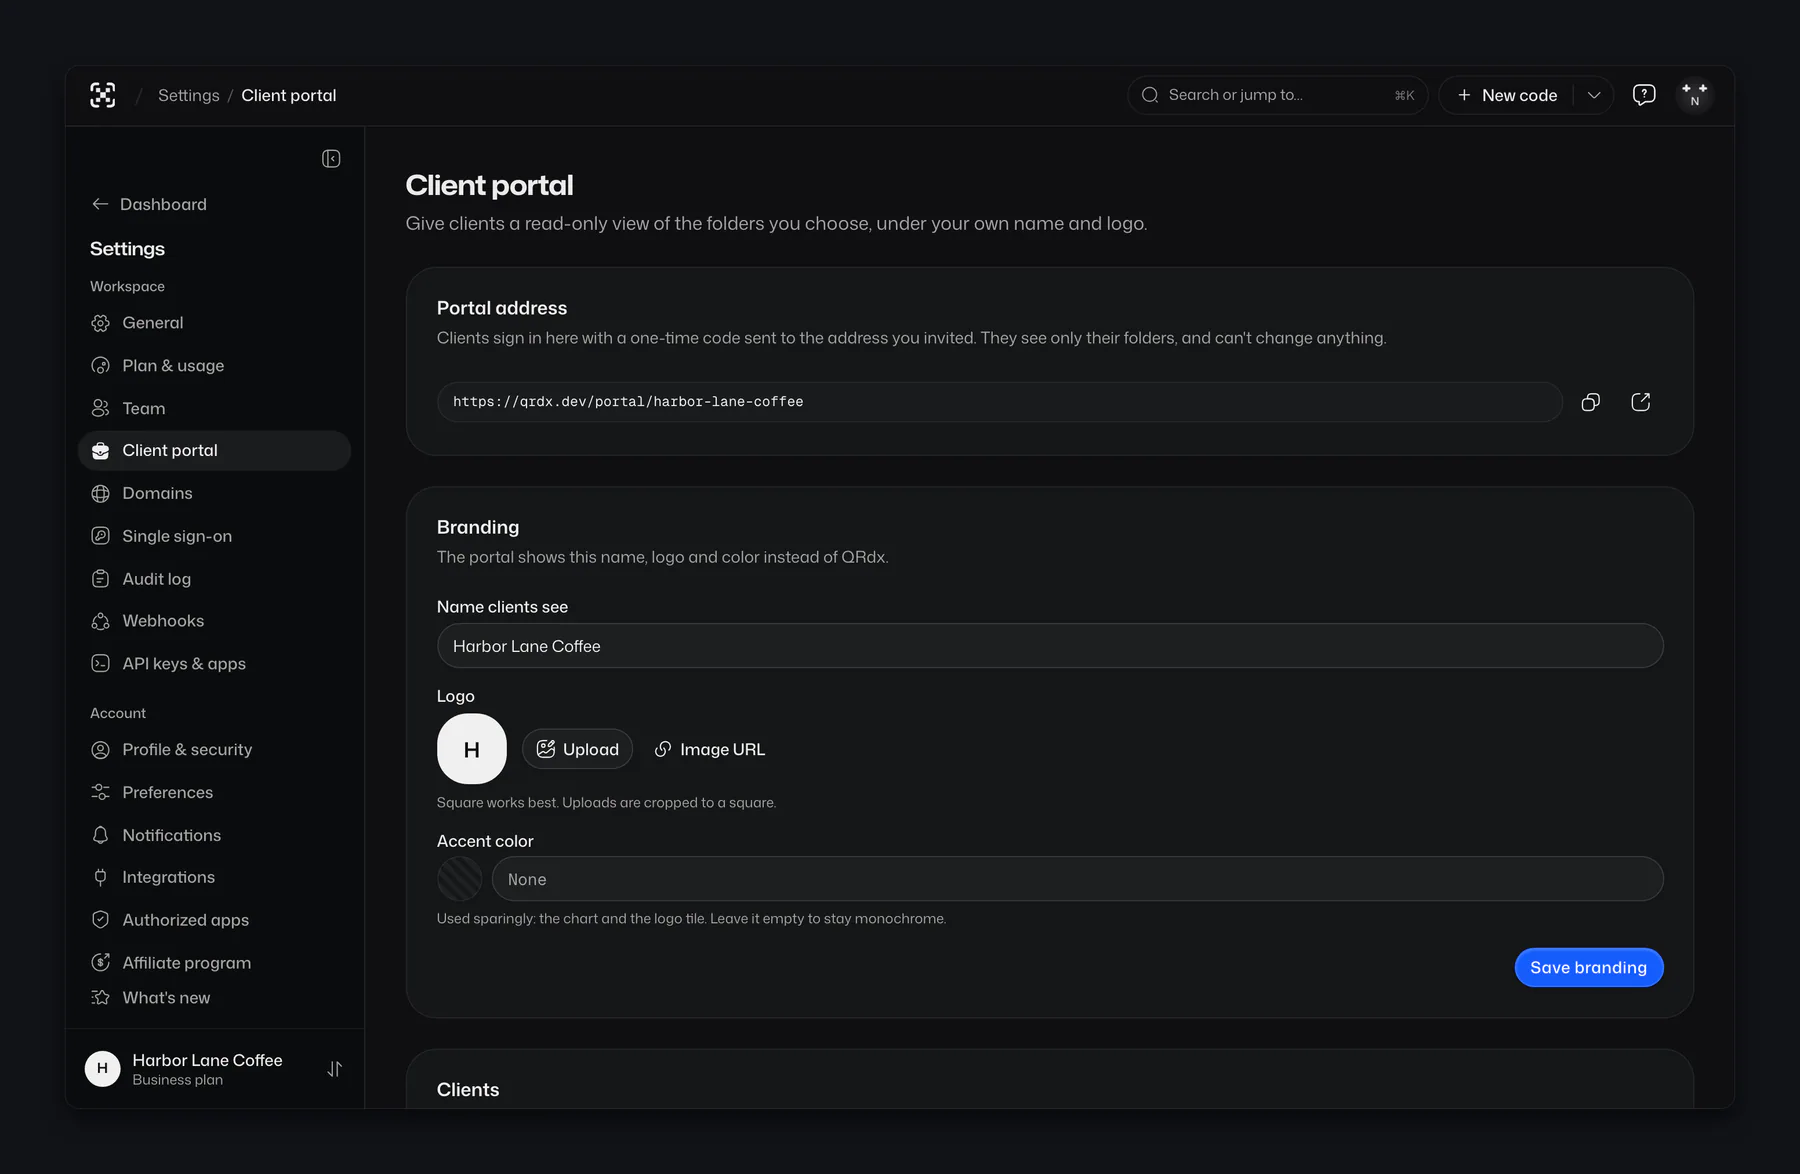 / Settings / Client portal
Search or jump to... ⌘K
+ New code
?
N
Dashboard
Settings
Workspace
General
Plan & usage
Team
Client portal
Domains
Single sign-on
Audit log
Webhooks
API keys & apps
Account
Profile & security
Preferences
Notifications
Integrations
Authorized apps
Affiliate program
What's new
H
Harbor Lane Coffee
Business plan
Client portal
Give clients a read-only view of the folders you choose, under your own name and logo.
Portal address
Clients sign in here with a one-time code sent to the address you invited. They see only their folders, and can't change anything.
https://qrdx.dev/portal/harbor-lane-coffee
Branding
The portal shows this name, logo and color instead of QRdx.
Name clients see
Harbor Lane Coffee
Logo
H
Upload
Image URL
Square works best. Uploads are cropped to a square.
Accent color
None
Used sparingly: the chart and the logo tile. Leave it empty to stay monochrome.
Save branding
Clients